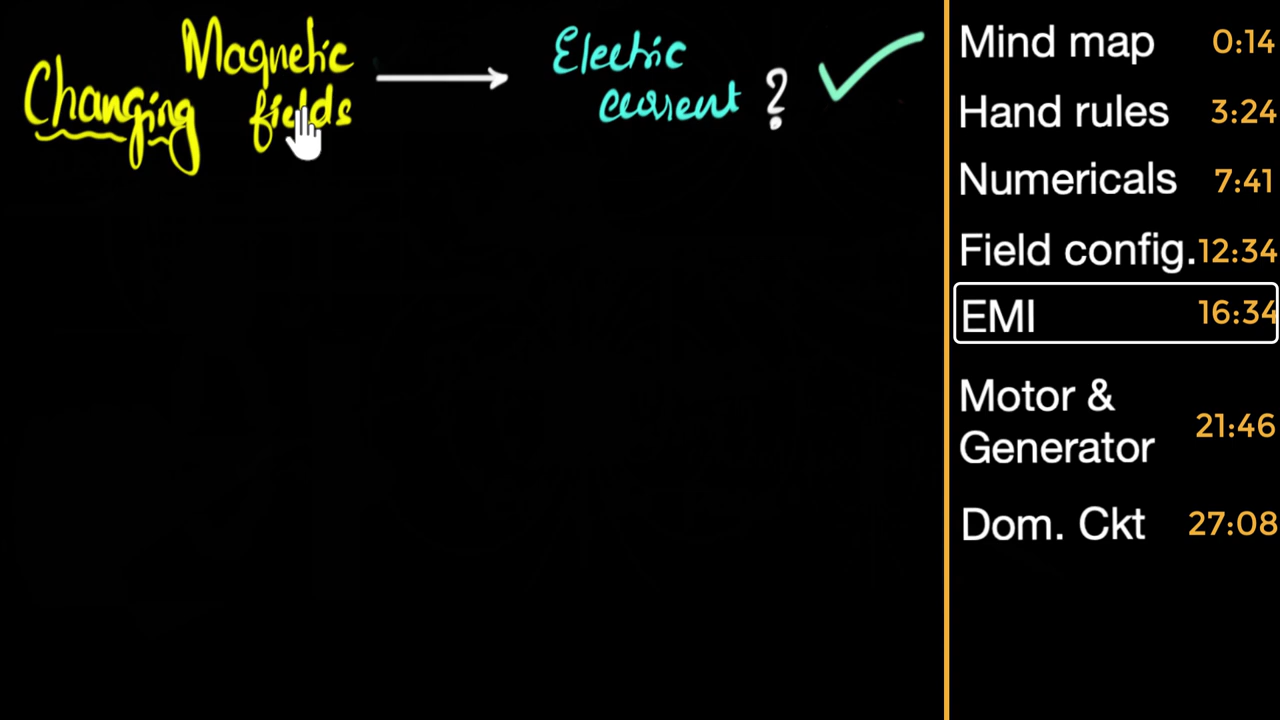 Changing Magnetic fields → Electric current ? ✓
Mind map 0:14
Hand rules 3:24
Numericals 7:41
Field config. 12:34
EMI 16:34
Motor & Generator 21:46
Dom. Ckt 27:08